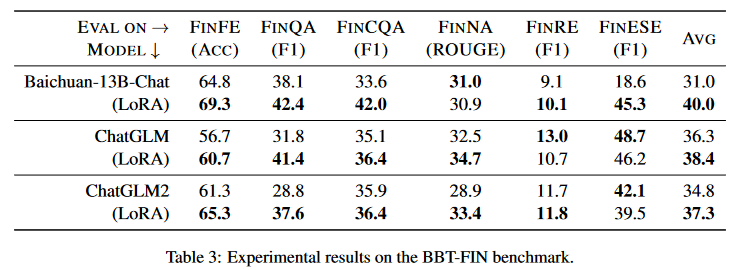 EVAL ON → FINFE FINQA FINCQA FINNA FINRE FINESE AVG
MODEL ↓ (ACC) (F1) (F1) (ROUGE) (F1) (F1)
Baichuan-13B-Chat 64.8 38.1 33.6 31.0 9.1 18.6 31.0
(LoRA) 69.3 42.4 42.0 30.9 10.1 45.3 40.0
ChatGLM 56.7 31.8 35.1 32.5 13.0 48.7 36.3
(LoRA) 60.7 41.4 36.4 34.7 10.7 46.2 38.4
ChatGLM2 61.3 28.8 35.9 28.9 11.7 42.1 34.8
(LoRA) 65.3 37.6 36.4 33.4 11.8 39.5 37.3
Table 3: Experimental results on the BBT-FIN benchmark.